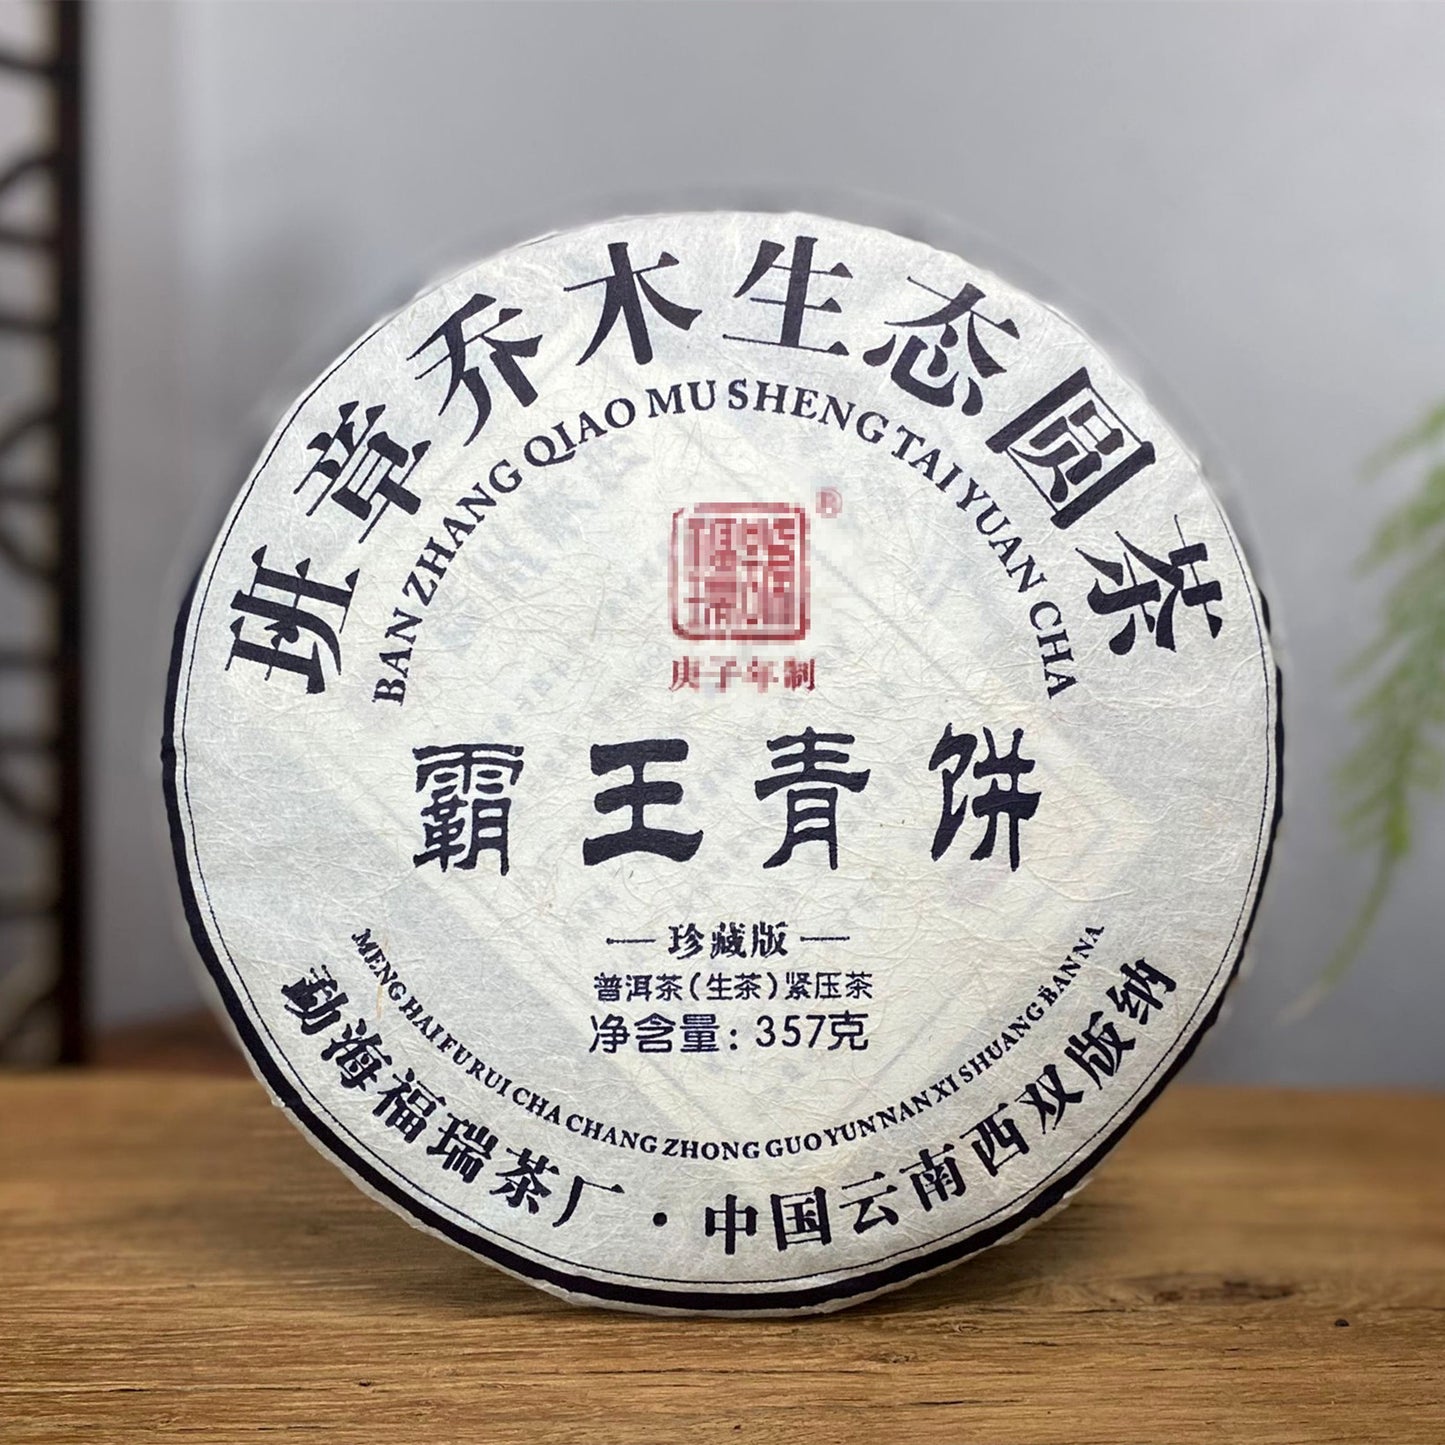 班章乔木生态圆茶
BAN ZHANG QIAO MU SHENG TAI YUAN CHA
®
庚子年制
霸王青饼
珍藏版
普洱茶(生茶)紧压茶
净含量: 357克
MENG HAI FU RUI CHA CHANG ZHONG GUO YUN NAN XI SHUANG BAN NA
勐海福瑞茶厂·中国云南西双版纳